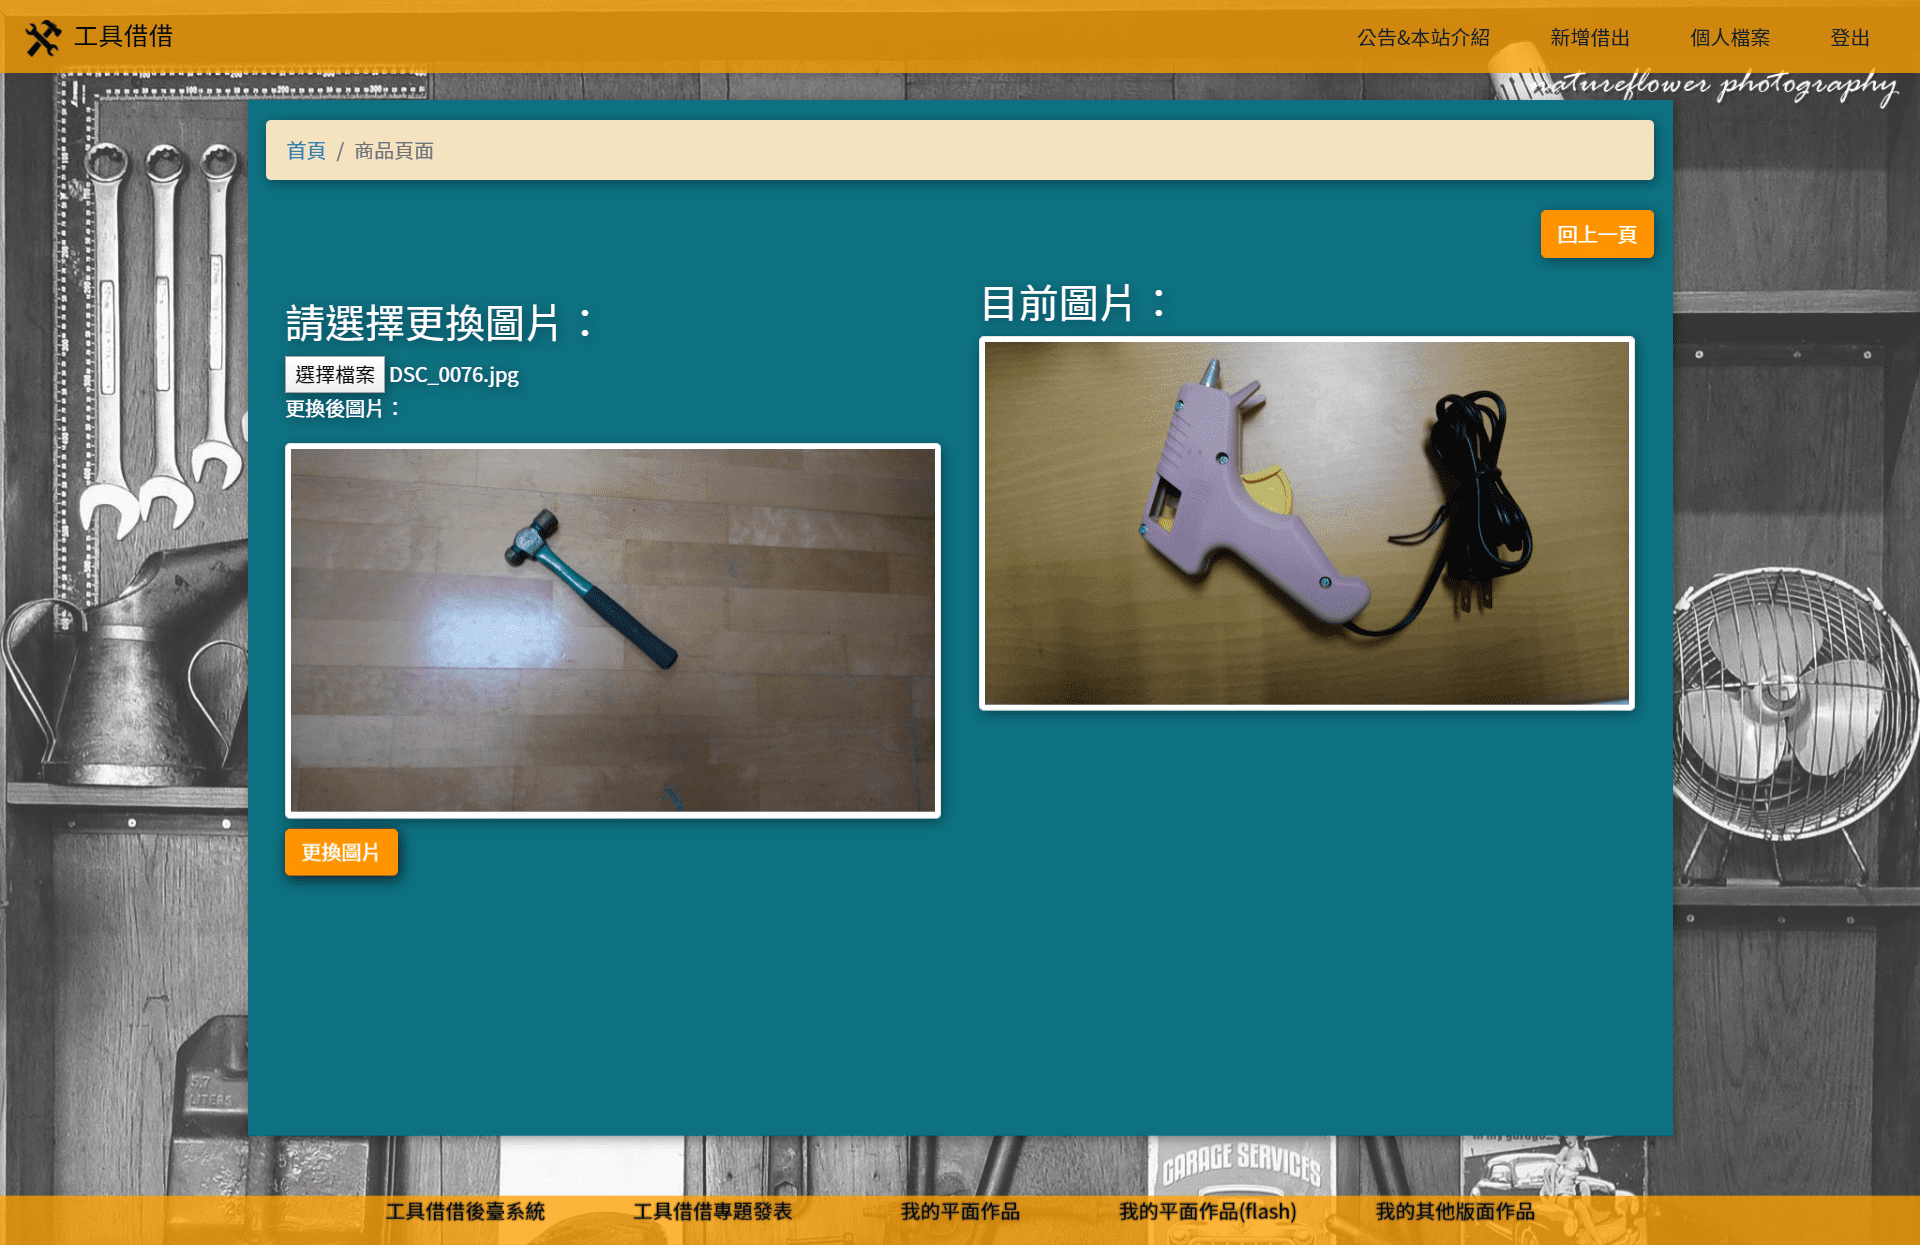 工具借借
公告&本站介紹 新增借出 個人檔案 登出
natureflower photography
首頁 / 商品頁面
回上一頁
請選擇更換圖片：
目前圖片：
選擇檔案 DSC_0076.jpg
更換後圖片：
更換圖片
5.7
LITERS
GARAGE SERVICES
工具借借後臺系統 工具借借專題發表 我的平面作品 我的平面作品(flash) 我的其他版面作品